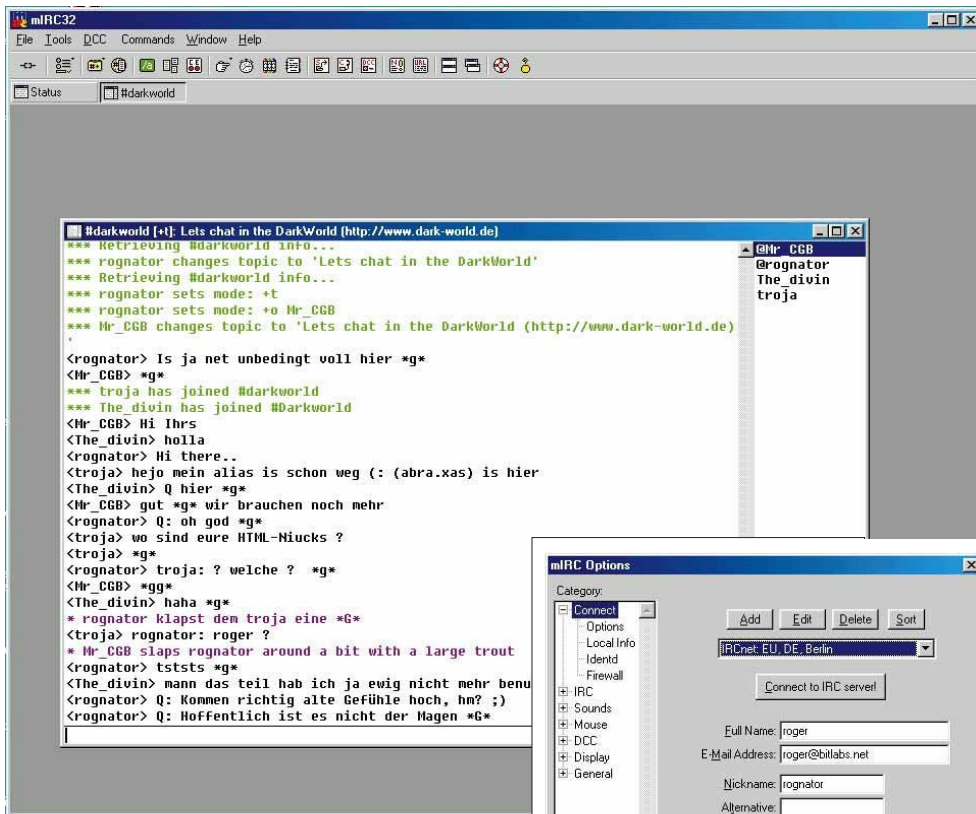 mIRC32
File Tools DCC Commands Window Help
Status #darkworld
#darkworld [+t]: Lets chat in the DarkWorld (http://www.dark-world.de)
*** Retrieving #darkworld info...
*** rognator changes topic to 'Lets chat in the DarkWorld'
*** Retrieving #darkworld info...
*** rognator sets mode: +t
*** rognator sets mode: +o Mr_CGB
*** Mr_CGB changes topic to 'Lets chat in the DarkWorld (http://www.dark-world.de)
'
<rognator> Is ja net unbedingt voll hier *g*
<Mr_CGB> *g*
*** troja has joined #darkworld
*** The_divin has joined #Darkworld
<Mr_CGB> Hi Ihrs
<The_divin> holla
<rognator> Hi there..
<troja> hejo mein alias is schon weg (: (abra.xas) is hier
<The_divin> Q hier *g*
<Mr_CGB> gut *g* wir brauchen noch mehr
<rognator> Q: oh god *g*
<troja> wo sind eure HTML-Niucks ?
<troja> *g*
<rognator> troja: ? welche ? *g*
<Mr_CGB> *gg*
<The_divin> haha *g*
* rognator klapst dem troja eine *G*
<troja> rognator: roger ?
* Mr_CGB slaps rognator around a bit with a large trout
<rognator> tststs *g*
<The_divin> mann das teil hab ich ja ewig nicht mehr benu
<rognator> Q: Kommen richtig alte Gefühle hoch, hm? ;)
<rognator> Q: Hoffentlich ist es nicht der Magen *G*
@Mr_CGB
@rognator
The_divin
troja
mIRC Options
Category:
Connect
Options
Local Info
Identd
Firewall
IRC
Sounds
Mouse
DCC
Display
General
Add Edit Delete Sort
IRCnet: EU, DE, Berlin
Connect to IRC server!
Full Name: roger
E-Mail Address: roger@bitlabs.net
Nickname: rognator
Alternative: